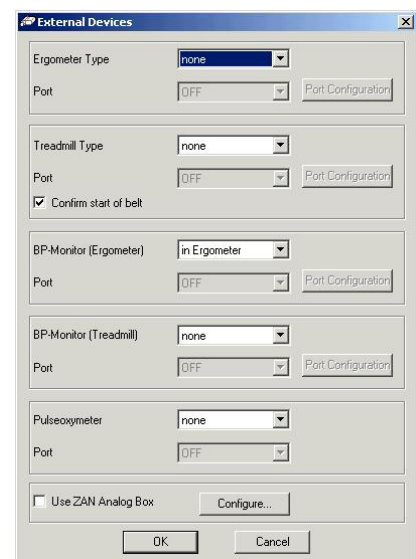 External Devices
Ergometer Type none
Port OFF Port Configuration
Treadmill Type none
Port OFF Port Configuration
Confirm start of belt
BP-Monitor (Ergometer) in Ergometer
Port OFF Port Configuration
BP-Monitor (Treadmill) none
Port OFF Port Configuration
Pulseoxymeter none
Port OFF
Use ZAN Analog Box Configure...
OK Cancel